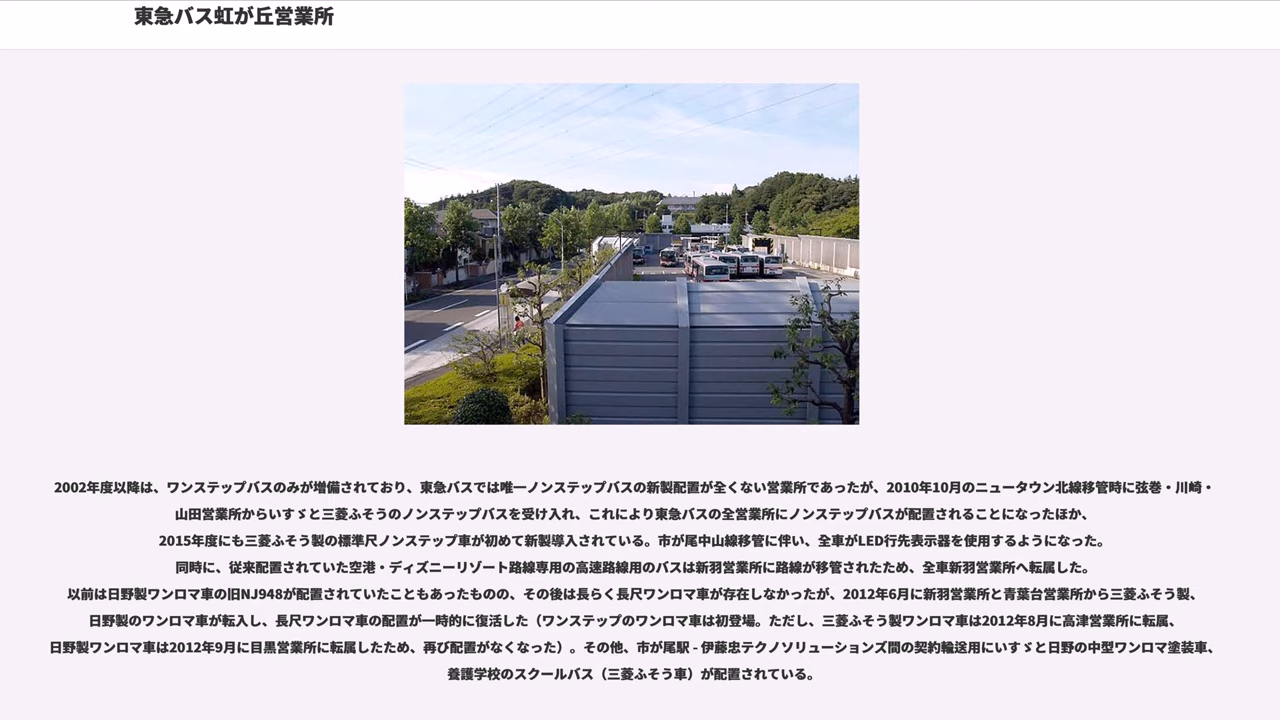 東急バス虹が丘営業所
2002年度以降は、ワンステップバスのみが増備されており、東急バスでは唯一ノンステップバスの新製配置が全くない営業所であったが、2010年10月のニュータウン北線移管時に弦巻・川崎・
山田営業所からいすゞと三菱ふそうのノンステップバスを受け入れ、これにより東急バスの全営業所にノンステップバスが配置されることになったほか、
2015年度にも三菱ふそう製の標準尺ノンステップ車が初めて新製導入されている。市が尾中山線移管に伴い、全車がLED行先表示器を使用するようになった。
同時に、従来配置されていた空港・ディズニーリゾート路線専用の高速路線用のバスは新羽営業所に路線が移管されたため、全車新羽営業所へ転属した。
以前は日野製ワンロマ車の旧NJ948が配置されていたこともあったものの、その後は長らく長尺ワンロマ車が存在しなかったが、2012年6月に新羽営業所と青葉台営業所から三菱ふそう製、
日野製のワンロマ車が転入し、長尺ワンロマ車の配置が一時的に復活した（ワンステップのワンロマ車は初登場。ただし、三菱ふそう製ワンロマ車は2012年8月に高津営業所に転属、
日野製ワンロマ車は2012年9月に目黒営業所に転属したため、再び配置がなくなった）。その他、市が尾駅 - 伊藤忠テクノソリューションズ間の契約輸送用にいすゞと日野の中型ワンロマ塗装車、
養護学校のスクールバス（三菱ふそう車）が配置されている。